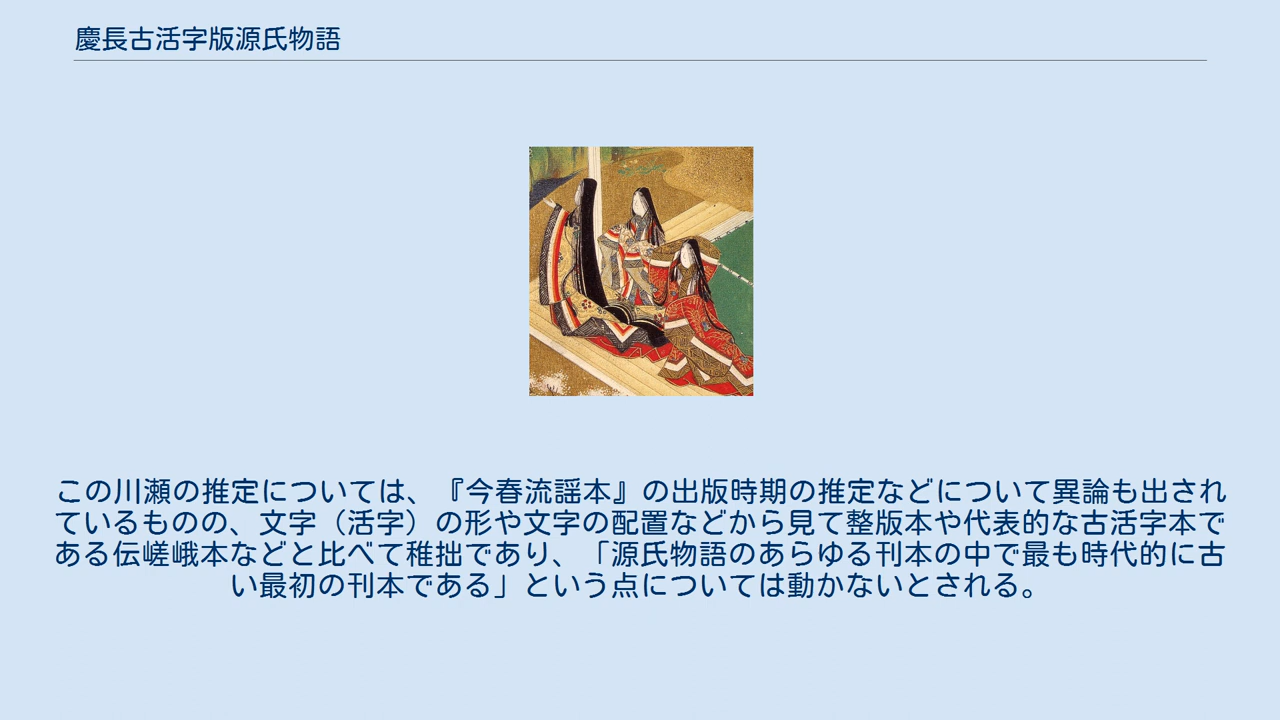 慶長古活字版源氏物語
この川瀬の推定については、『今春流謡本』の出版時期の推定などについて異論も出され
ているものの、文字（活字）の形や文字の配置などから見て整版本や代表的な古活字本で
ある伝嵯峨本などと比べて稚拙であり、「源氏物語のあらゆる刊本の中で最も時代的に古
い最初の刊本である」という点については動かないとされる。